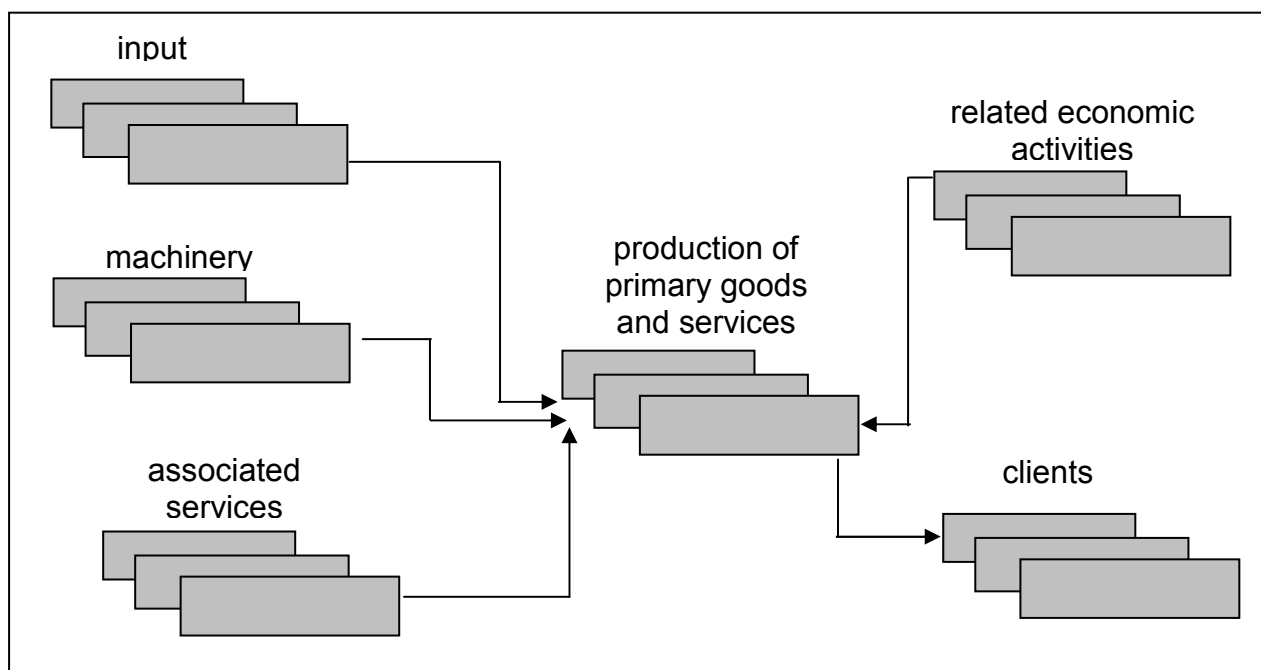 input
machinery
associated
services
production of
primary goods
and services
related economic
activities
clients